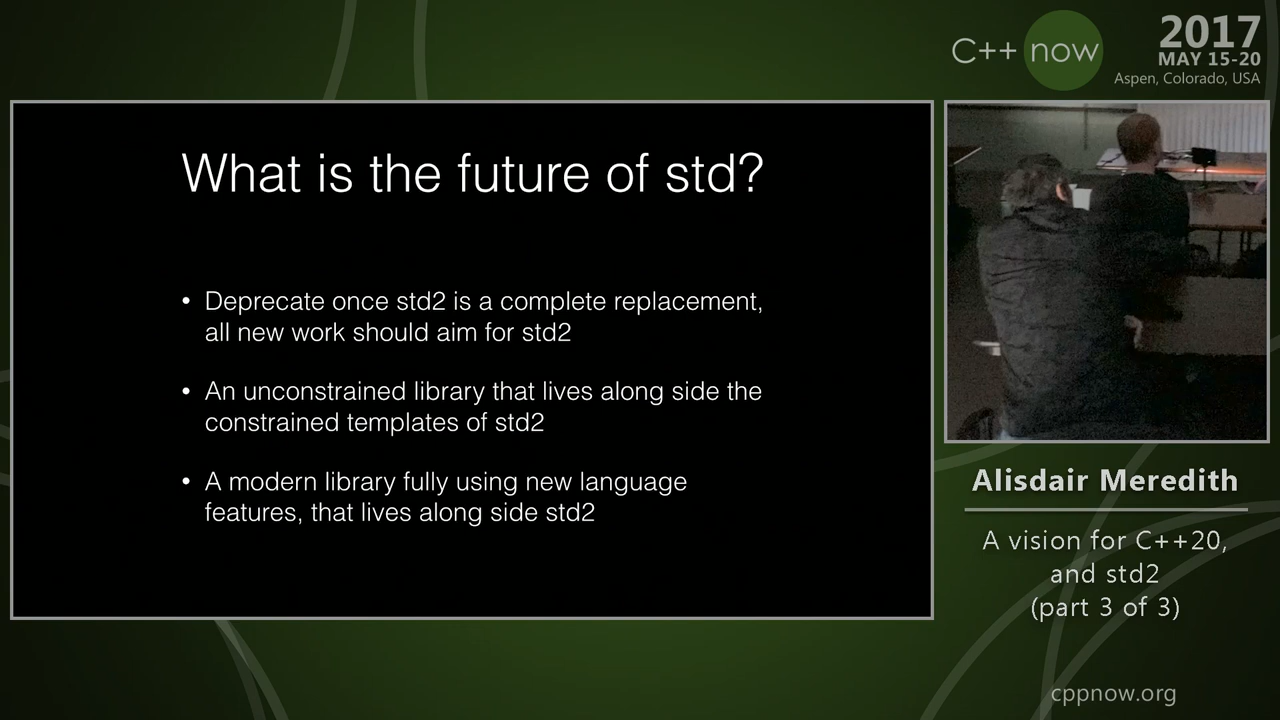 C++ now
2017
MAY 15-20
Aspen, Colorado, USA
What is the future of std?
• Deprecate once std2 is a complete replacement,
all new work should aim for std2
• An unconstrained library that lives along side the
constrained templates of std2
• A modern library fully using new language
features, that lives along side std2
Alisdair Meredith
A vision for C++20,
and std2
(part 3 of 3)
cppnow.org